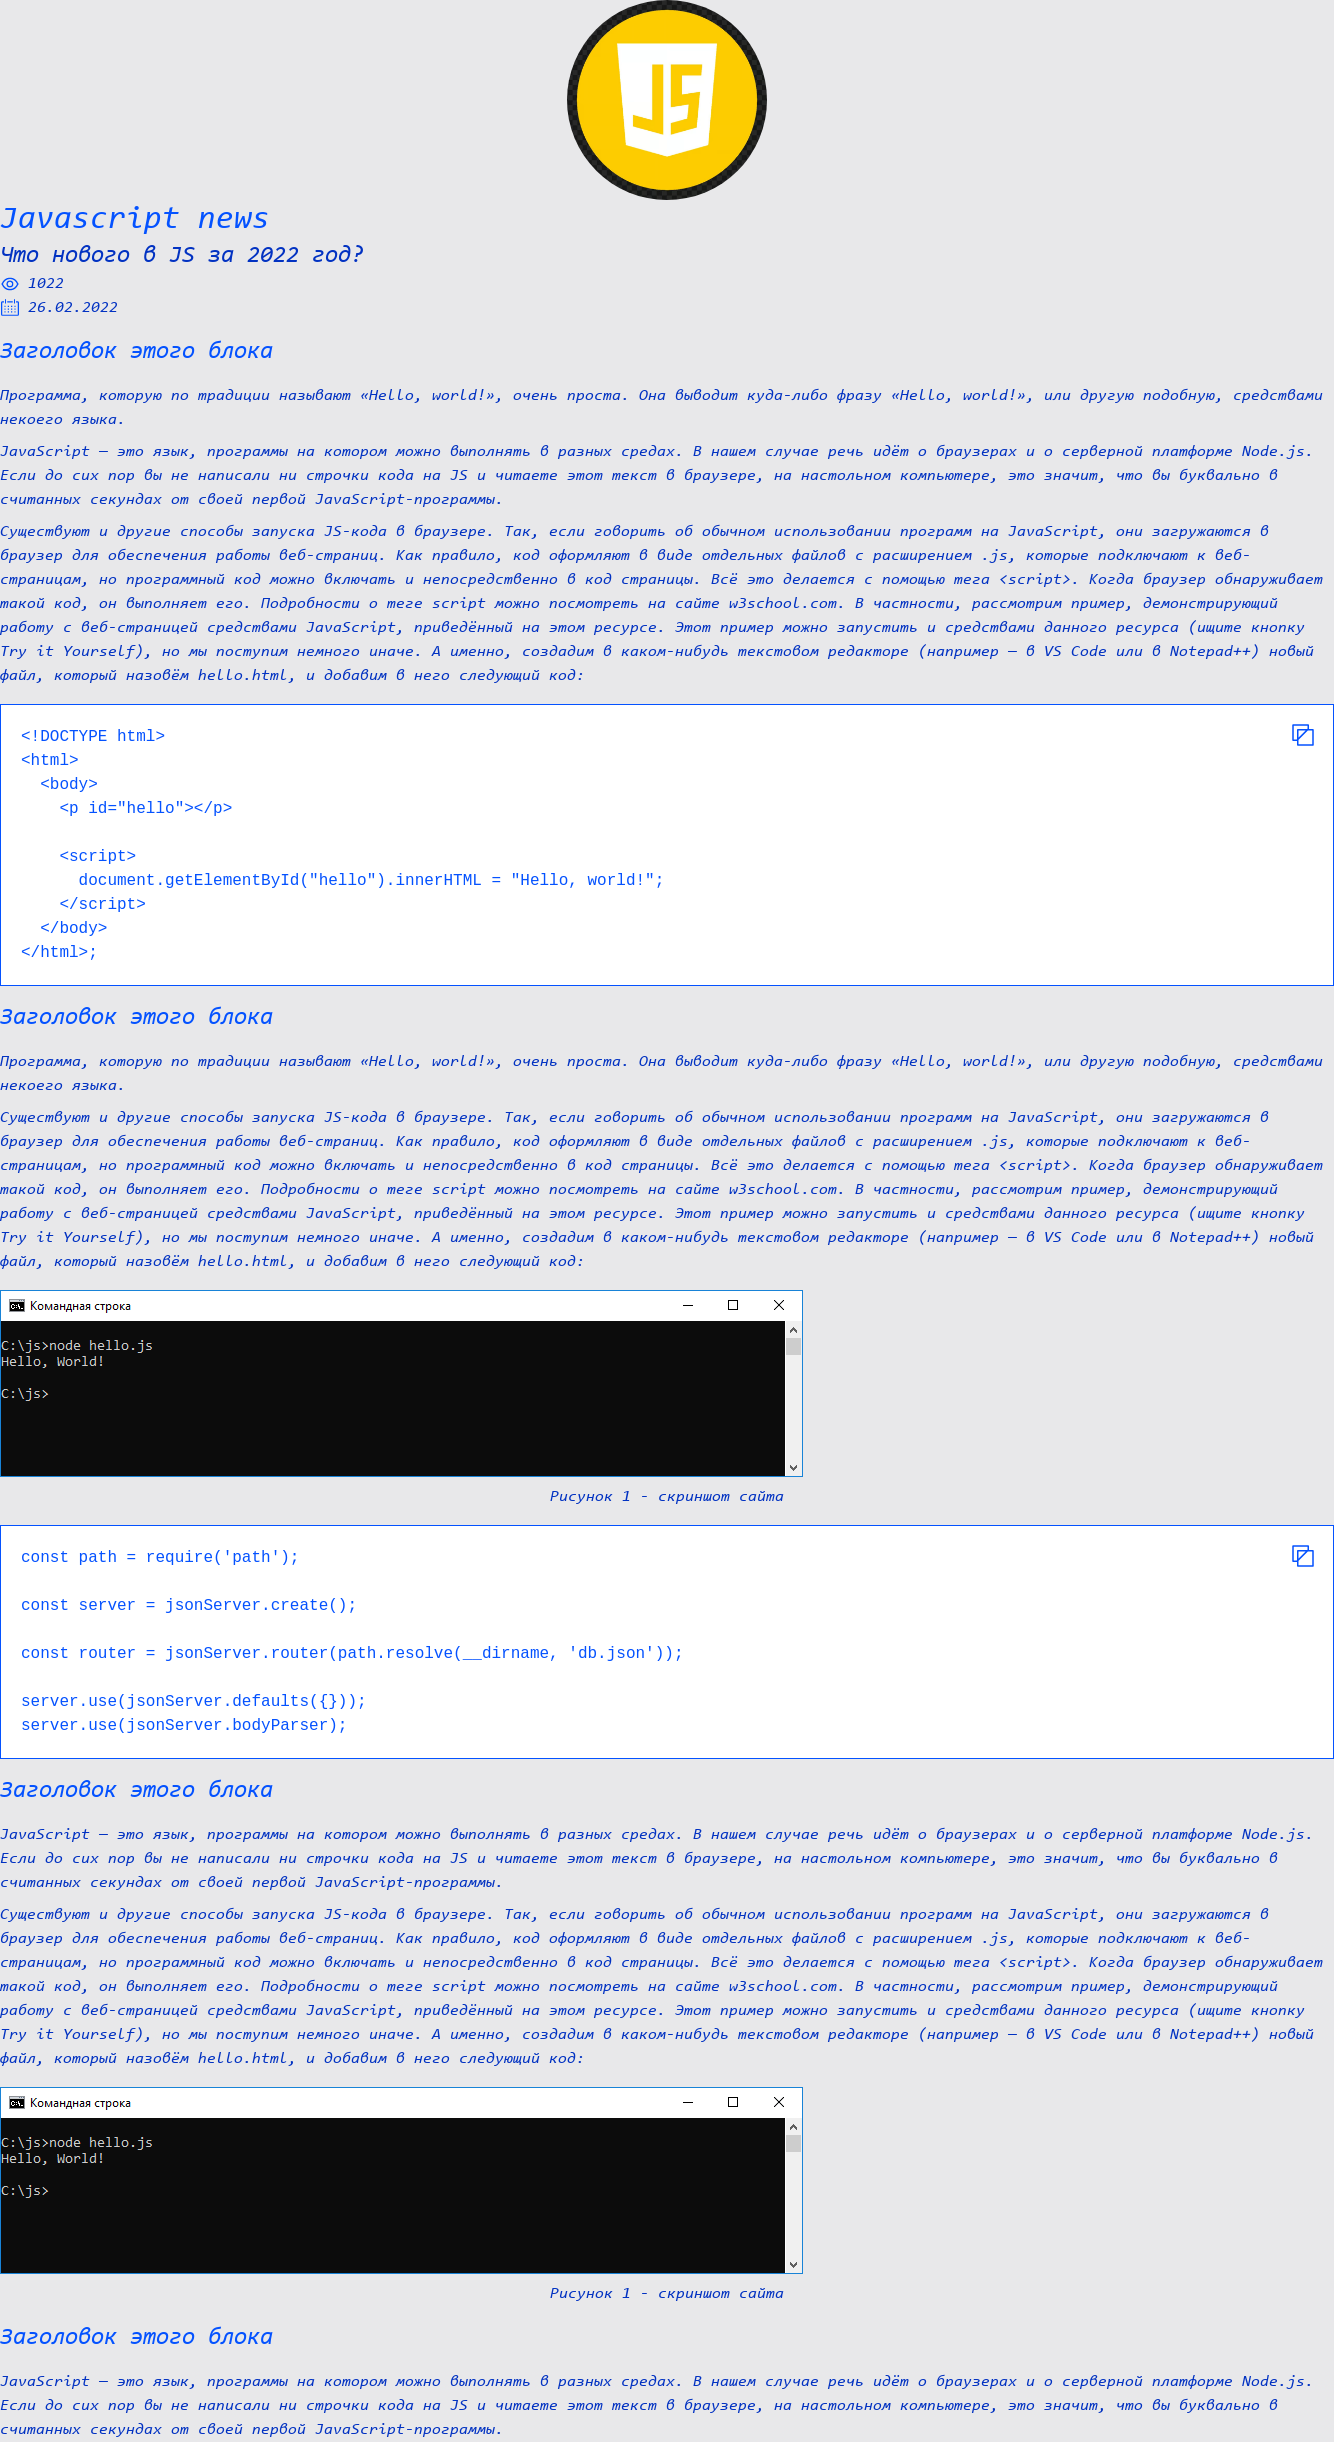 JS
Javascript news
Что нового в JS за 2022 год?
1022
26.02.2022
Заголовок этого блока
Программа, которую по традиции называют «Hello, world!», очень проста. Она выводит куда-либо фразу «Hello, world!», или другую подобную, средствами
некоего языка.
JavaScript — это язык, программы на котором можно выполнять в разных средах. В нашем случае речь идёт о браузерах и о серверной платформе Node.js.
Если до сих пор вы не написали ни строчки кода на JS и читаете этот текст в браузере, на настольном компьютере, это значит, что вы буквально в
считанных секундах от своей первой JavaScript-программы.
Существуют и другие способы запуска JS-кода в браузере. Так, если говорить об обычном использовании программ на JavaScript, они загружаются в
браузер для обеспечения работы веб-страниц. Как правило, код оформляют в виде отдельных файлов с расширением .js, которые подключают к веб-
страницам, но программный код можно включать и непосредственно в код страницы. Всё это делается с помощью тега <script>. Когда браузер обнаруживает
такой код, он выполняет его. Подробности о теге script можно посмотреть на сайте w3school.com. В частности, рассмотрим пример, демонстрирующий
работу с веб-страницей средствами JavaScript, приведённый на этом ресурсе. Этот пример можно запустить и средствами данного ресурса (ищите кнопку
Try it Yourself), но мы поступим немного иначе. А именно, создадим в каком-нибудь текстовом редакторе (например — в VS Code или в Notepad++) новый
файл, который назовём hello.html, и добавим в него следующий код:
<!DOCTYPE html>
<html>
  <body>
    <p id="hello"></p>
    <script>
      document.getElementById("hello").innerHTML = "Hello, world!";
    </script>
  </body>
</html>;
Заголовок этого блока
Программа, которую по традиции называют «Hello, world!», очень проста. Она выводит куда-либо фразу «Hello, world!», или другую подобную, средствами
некоего языка.
Существуют и другие способы запуска JS-кода в браузере. Так, если говорить об обычном использовании программ на JavaScript, они загружаются в
браузер для обеспечения работы веб-страниц. Как правило, код оформляют в виде отдельных файлов с расширением .js, которые подключают к веб-
страницам, но программный код можно включать и непосредственно в код страницы. Всё это делается с помощью тега <script>. Когда браузер обнаруживает
такой код, он выполняет его. Подробности о теге script можно посмотреть на сайте w3school.com. В частности, рассмотрим пример, демонстрирующий
работу с веб-страницей средствами JavaScript, приведённый на этом ресурсе. Этот пример можно запустить и средствами данного ресурса (ищите кнопку
Try it Yourself), но мы поступим немного иначе. А именно, создадим в каком-нибудь текстовом редакторе (например — в VS Code или в Notepad++) новый
файл, который назовём hello.html, и добавим в него следующий код:
Командная строка
C:\js>node hello.js
Hello, World!
C:\js>
Рисунок 1 - скриншот сайта
const path = require('path');
const server = jsonServer.create();
const router = jsonServer.router(path.resolve(__dirname, 'db.json'));
server.use(jsonServer.defaults({}));
server.use(jsonServer.bodyParser);
Заголовок этого блока
JavaScript — это язык, программы на котором можно выполнять в разных средах. В нашем случае речь идёт о браузерах и о серверной платформе Node.js.
Если до сих пор вы не написали ни строчки кода на JS и читаете этот текст в браузере, на настольном компьютере, это значит, что вы буквально в
считанных секундах от своей первой JavaScript-программы.
Существуют и другие способы запуска JS-кода в браузере. Так, если говорить об обычном использовании программ на JavaScript, они загружаются в
браузер для обеспечения работы веб-страниц. Как правило, код оформляют в виде отдельных файлов с расширением .js, которые подключают к веб-
страницам, но программный код можно включать и непосредственно в код страницы. Всё это делается с помощью тега <script>. Когда браузер обнаруживает
такой код, он выполняет его. Подробности о теге script можно посмотреть на сайте w3school.com. В частности, рассмотрим пример, демонстрирующий
работу с веб-страницей средствами JavaScript, приведённый на этом ресурсе. Этот пример можно запустить и средствами данного ресурса (ищите кнопку
Try it Yourself), но мы поступим немного иначе. А именно, создадим в каком-нибудь текстовом редакторе (например — в VS Code или в Notepad++) новый
файл, который назовём hello.html, и добавим в него следующий код:
Командная строка
C:\js>node hello.js
Hello, World!
C:\js>
Рисунок 1 - скриншот сайта
Заголовок этого блока
JavaScript — это язык, программы на котором можно выполнять в разных средах. В нашем случае речь идёт о браузерах и о серверной платформе Node.js.
Если до сих пор вы не написали ни строчки кода на JS и читаете этот текст в браузере, на настольном компьютере, это значит, что вы буквально в
считанных секундах от своей первой JavaScript-программы.